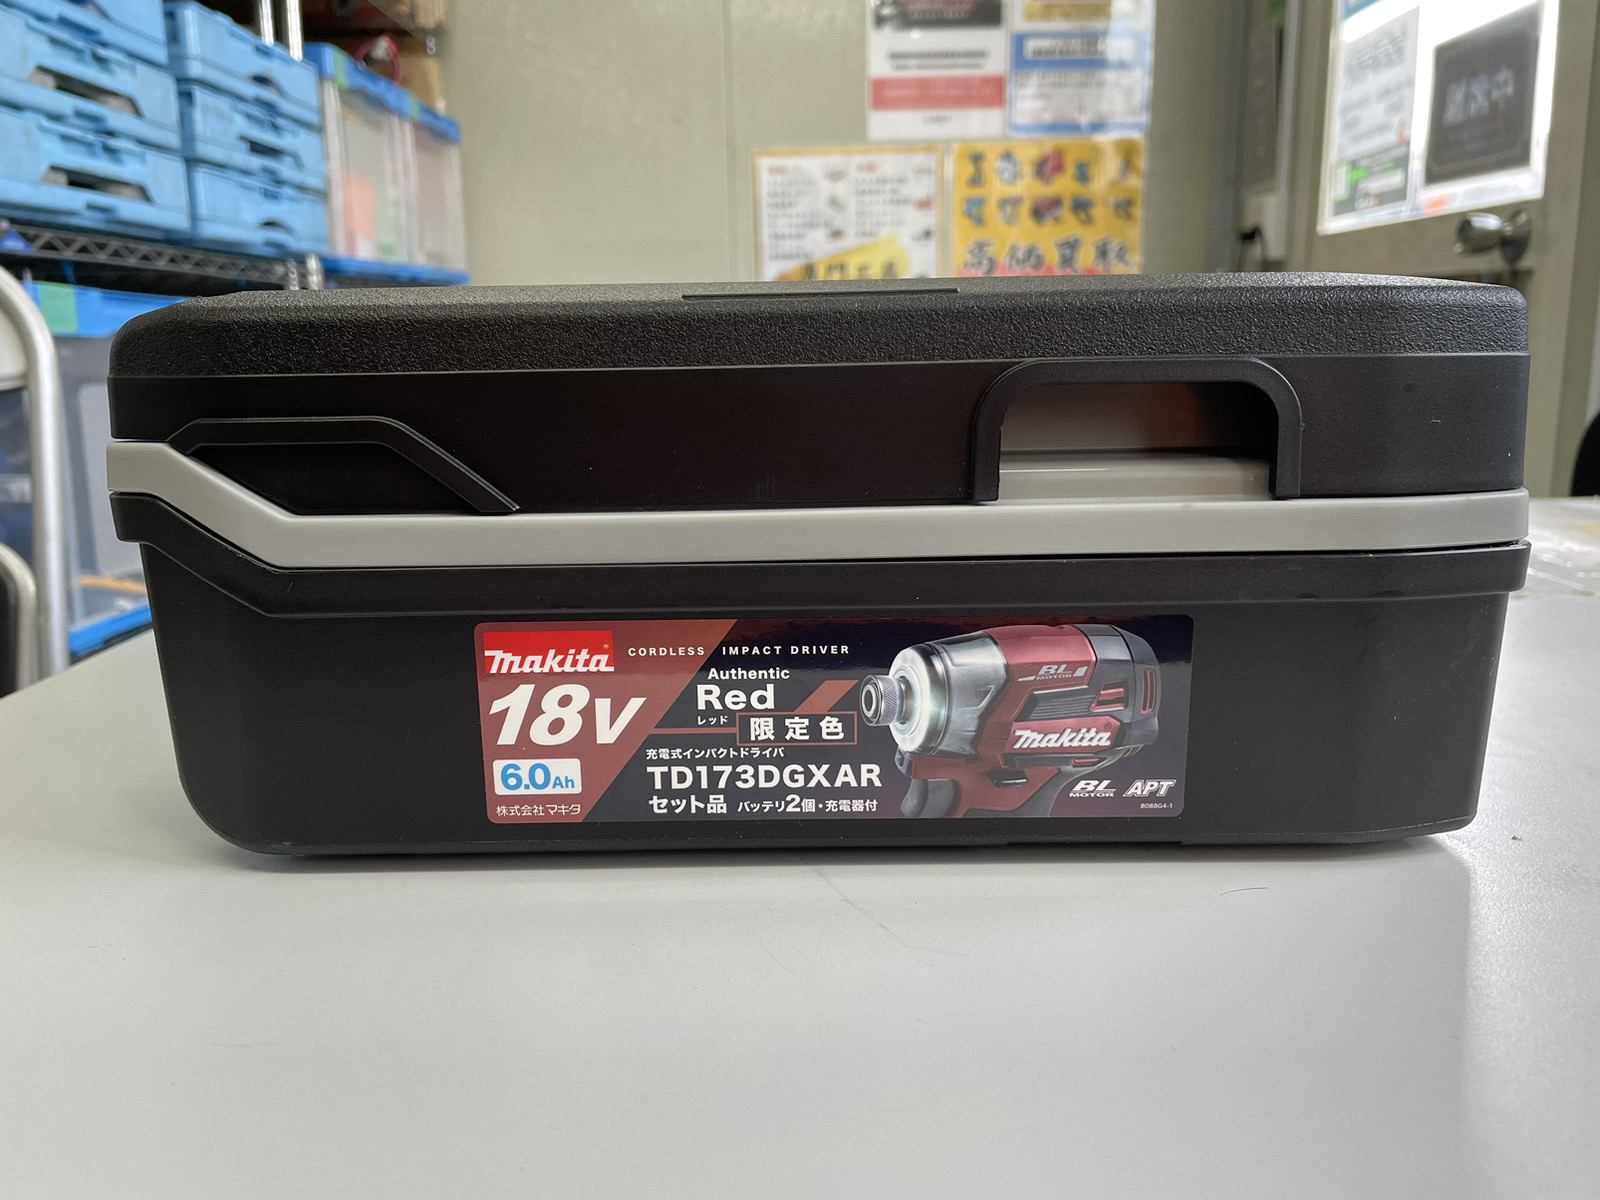 高価買取
makita
CORDLESS IMPACT DRIVER
18V
Authentic
Red
レッド
限定色
6.0Ah
充電式インパクトドライバ
TD173DGXAR
セット品 バッテリ2個・充電器付
株式会社マキタ
BL
MOTOR
makita
BL
MOTOR
APT
B088G4-1